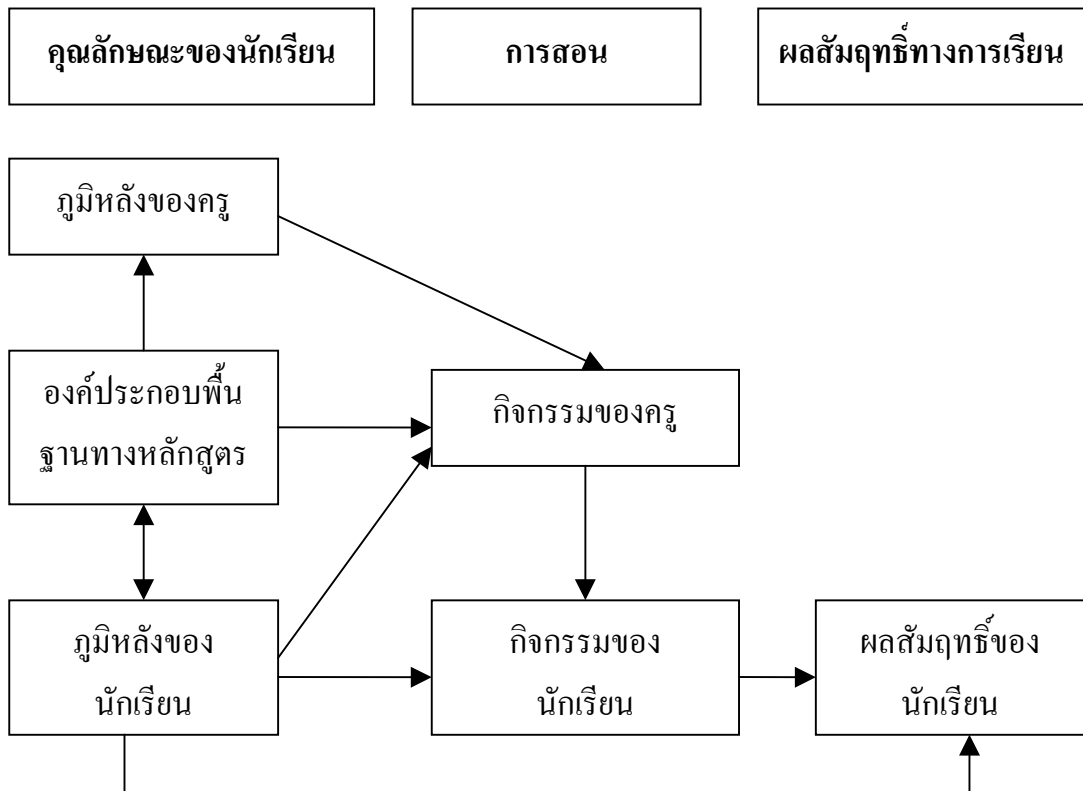 คุณลักษณะของนักเรียน
การสอน
ผลสัมฤทธิ์ทางการเรียน
ภูมิหลังของครู
องค์ประกอบพื้น
ฐานทางหลักสูตร
กิจกรรมของครู
ภูมิหลังของ
นักเรียน
กิจกรรมของ
นักเรียน
ผลสัมฤทธิ์ของ
นักเรียน